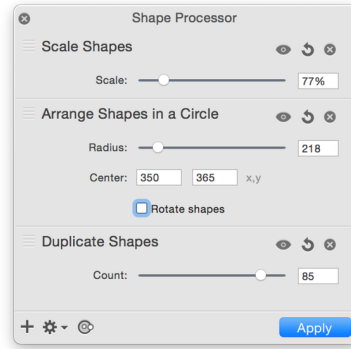 Shape Processor
Scale Shapes
Scale: 77%
Arrange Shapes in a Circle
Radius: 218
Center: 350 365 x,y
Rotate shapes
Duplicate Shapes
Count: 85
Apply